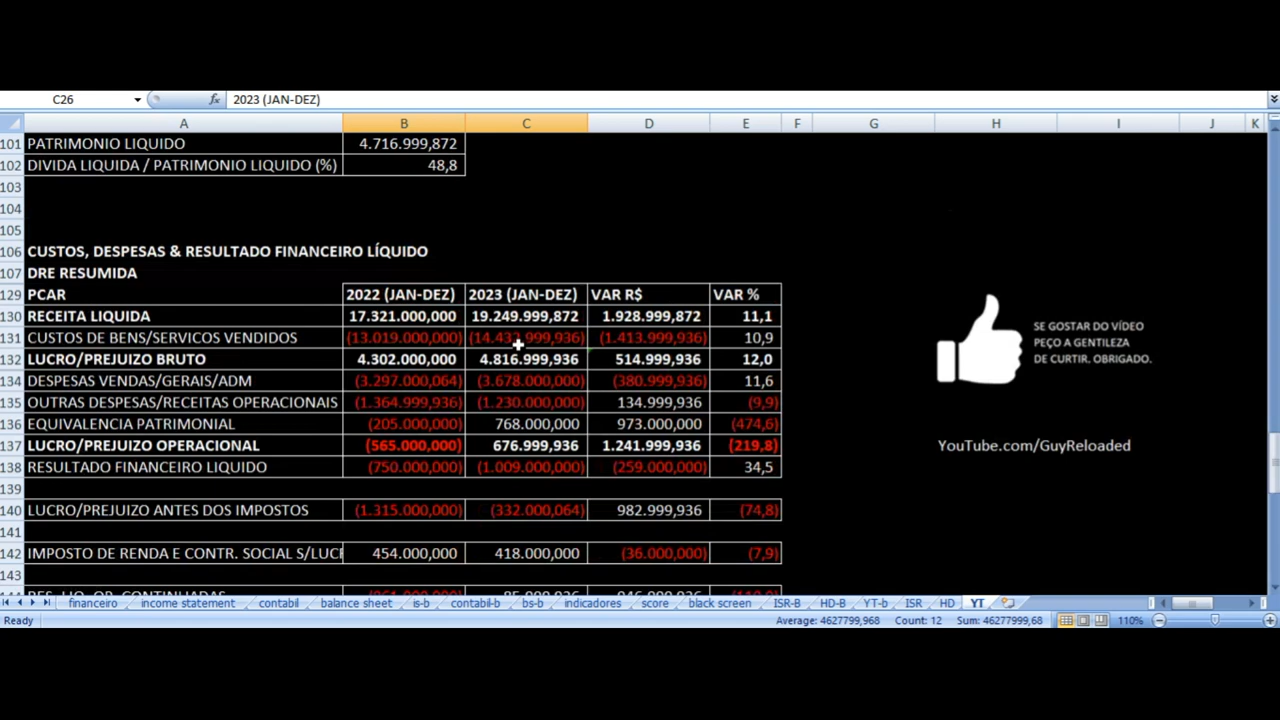 C26 fx 2023 (JAN-DEZ)
A B C D E F G H I J K
101 PATRIMONIO LIQUIDO 4.716.999,872
102 DIVIDA LIQUIDA / PATRIMONIO LIQUIDO (%) 48,8
103
104
105
106 CUSTOS, DESPESAS & RESULTADO FINANCEIRO LÍQUIDO
107 DRE RESUMIDA
129 PCAR 2022 (JAN-DEZ) 2023 (JAN-DEZ) VAR R$ VAR %
130 RECEITA LIQUIDA 17.321.000,000 19.249.999,872 1.928.999,872 11,1
131 CUSTOS DE BENS/SERVICOS VENDIDOS (13.019.000,000) (14.432.999,936) (1.413.999,936) 10,9
132 LUCRO/PREJUIZO BRUTO 4.302.000,000 4.816.999,936 514.999,936 12,0
134 DESPESAS VENDAS/GERAIS/ADM (3.297.000,064) (3.678.000,000) (380.999,936) 11,6
135 OUTRAS DESPESAS/RECEITAS OPERACIONAIS (1.364.999,936) (1.230.000,000) 134.999,936 (9,9)
136 EQUIVALENCIA PATRIMONIAL (205.000,000) 768.000,000 973.000,000 (474,6)
137 LUCRO/PREJUIZO OPERACIONAL (565.000,000) 676.999,936 1.241.999,936 (219,8)
138 RESULTADO FINANCEIRO LIQUIDO (750.000,000) (1.009.000,000) (259.000,000) 34,5
139
140 LUCRO/PREJUIZO ANTES DOS IMPOSTOS (1.315.000,000) (332.000,064) 982.999,936 (74,8)
141
142 IMPOSTO DE RENDA E CONTR. SOCIAL S/LUCR 454.000,000 418.000,000 (36.000,000) (7,9)
143
SE GOSTAR DO VÍDEO
PEÇO A GENTILEZA
DE CURTIR. OBRIGADO.
YouTube.com/GuyReloaded
financeiro income statement contabil balance sheet is-b contabil-b bs-b indicadores score black screen ISR-B HD-B YT-b ISR HD YT
Ready Average: 4627799,968 Count: 12 Sum: 46277999,68 110%